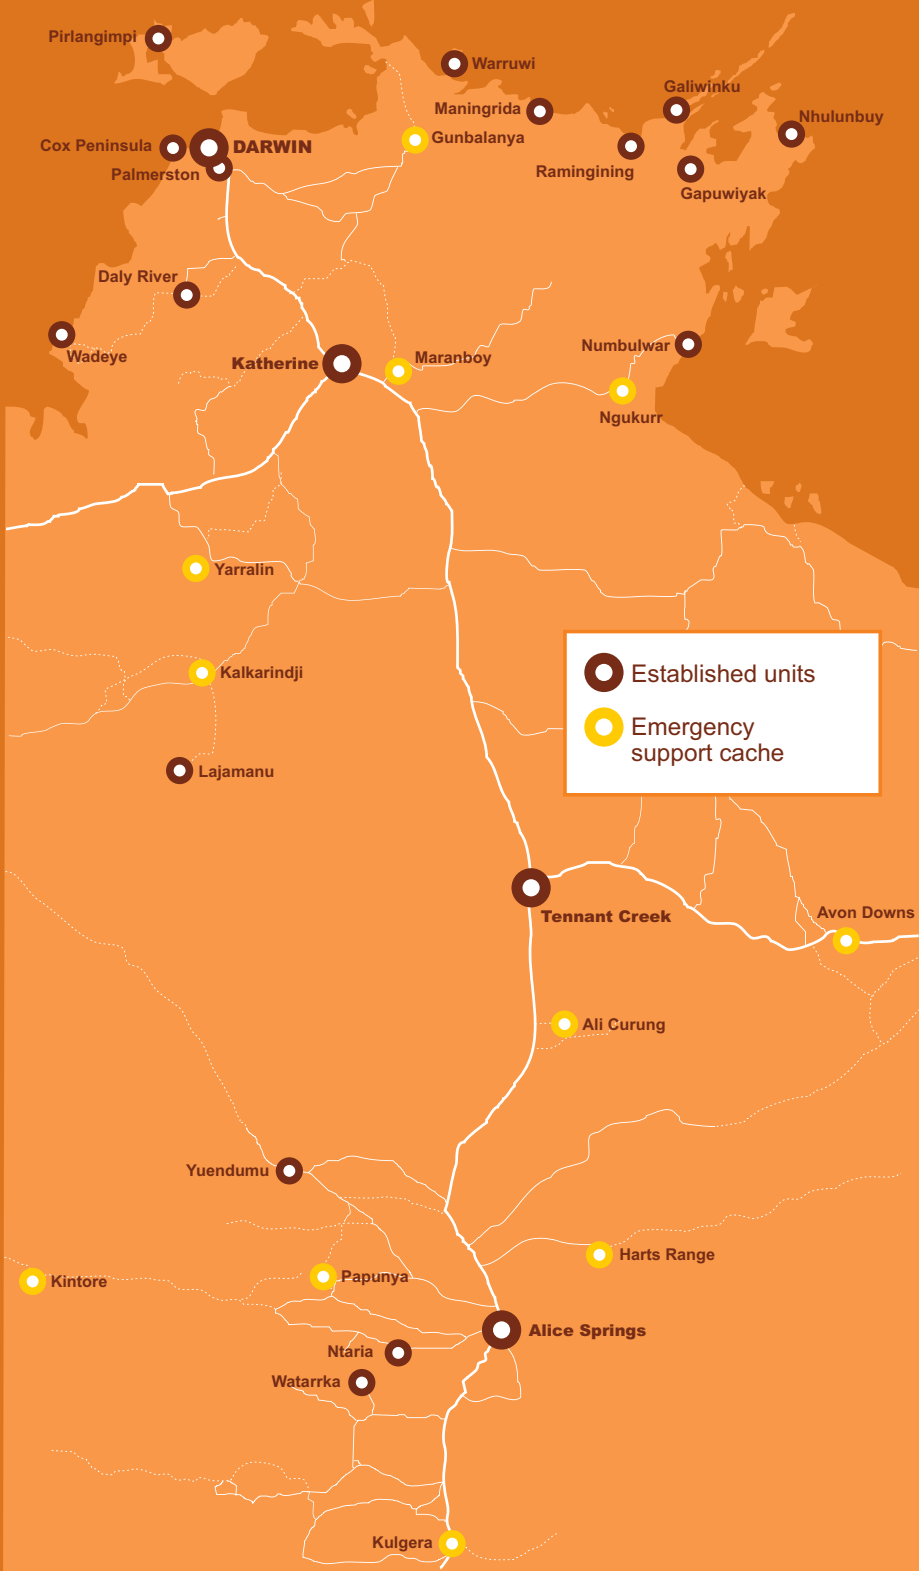 Pirlangimpi
Warruwi
Galiwinku
Maningrida
Nhulunbuy
Gunbalanya
Cox Peninsula
DARWIN
Ramingining
Palmerston
Gapuwiyak
Daly River
Numbulwar
Wadeye
Katherine
Maranboy
Ngukurr
Yarralin
Kalkarindji
Established units
Emergency
support cache
Lajamanu
Avon Downs
Tennant Creek
Ali Curung
Yuendumu
Harts Range
Kintore
Papunya
Alice Springs
Ntaria
Watarrka
Kulgera